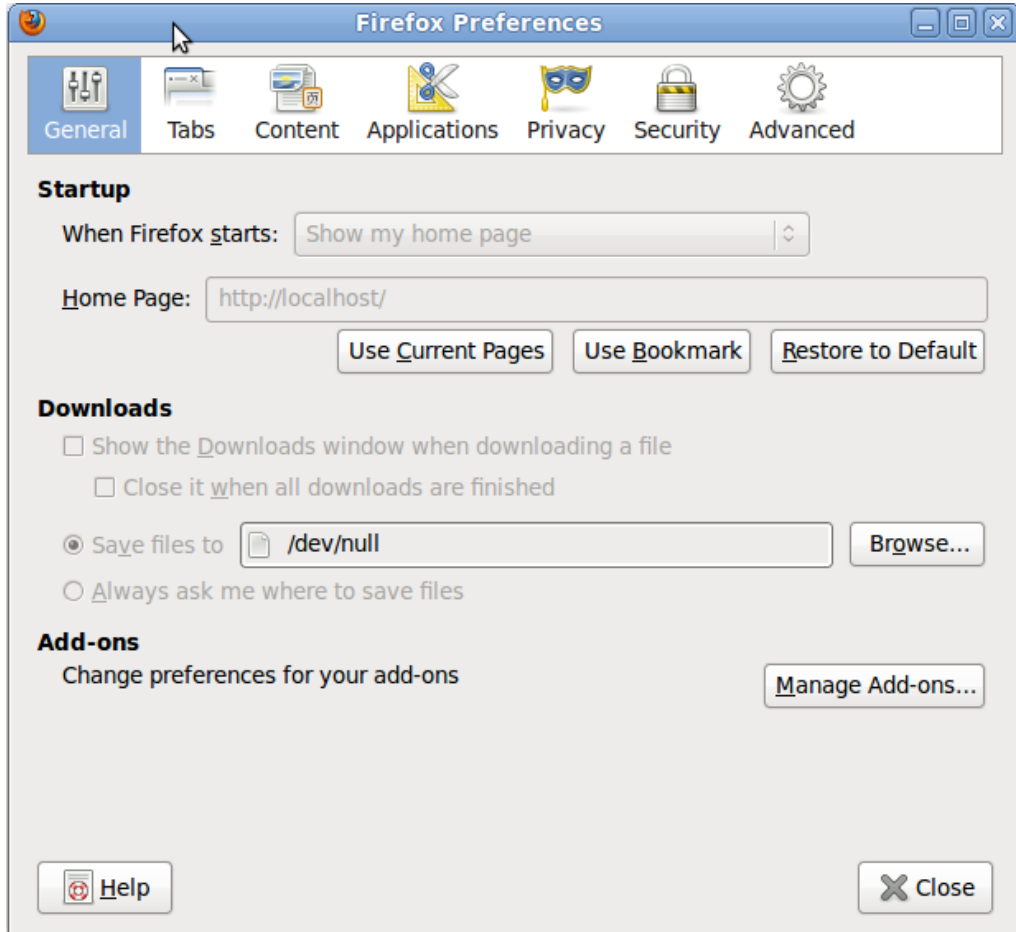 Firefox Preferences
General Tabs Content Applications Privacy Security Advanced
Startup
When Firefox starts: Show my home page
Home Page: http://localhost/
Use Current Pages Use Bookmark Restore to Default
Downloads
Show the Downloads window when downloading a file
Close it when all downloads are finished
Save files to /dev/null Browse...
Always ask me where to save files
Add-ons
Change preferences for your add-ons
Manage Add-ons...
Help Close